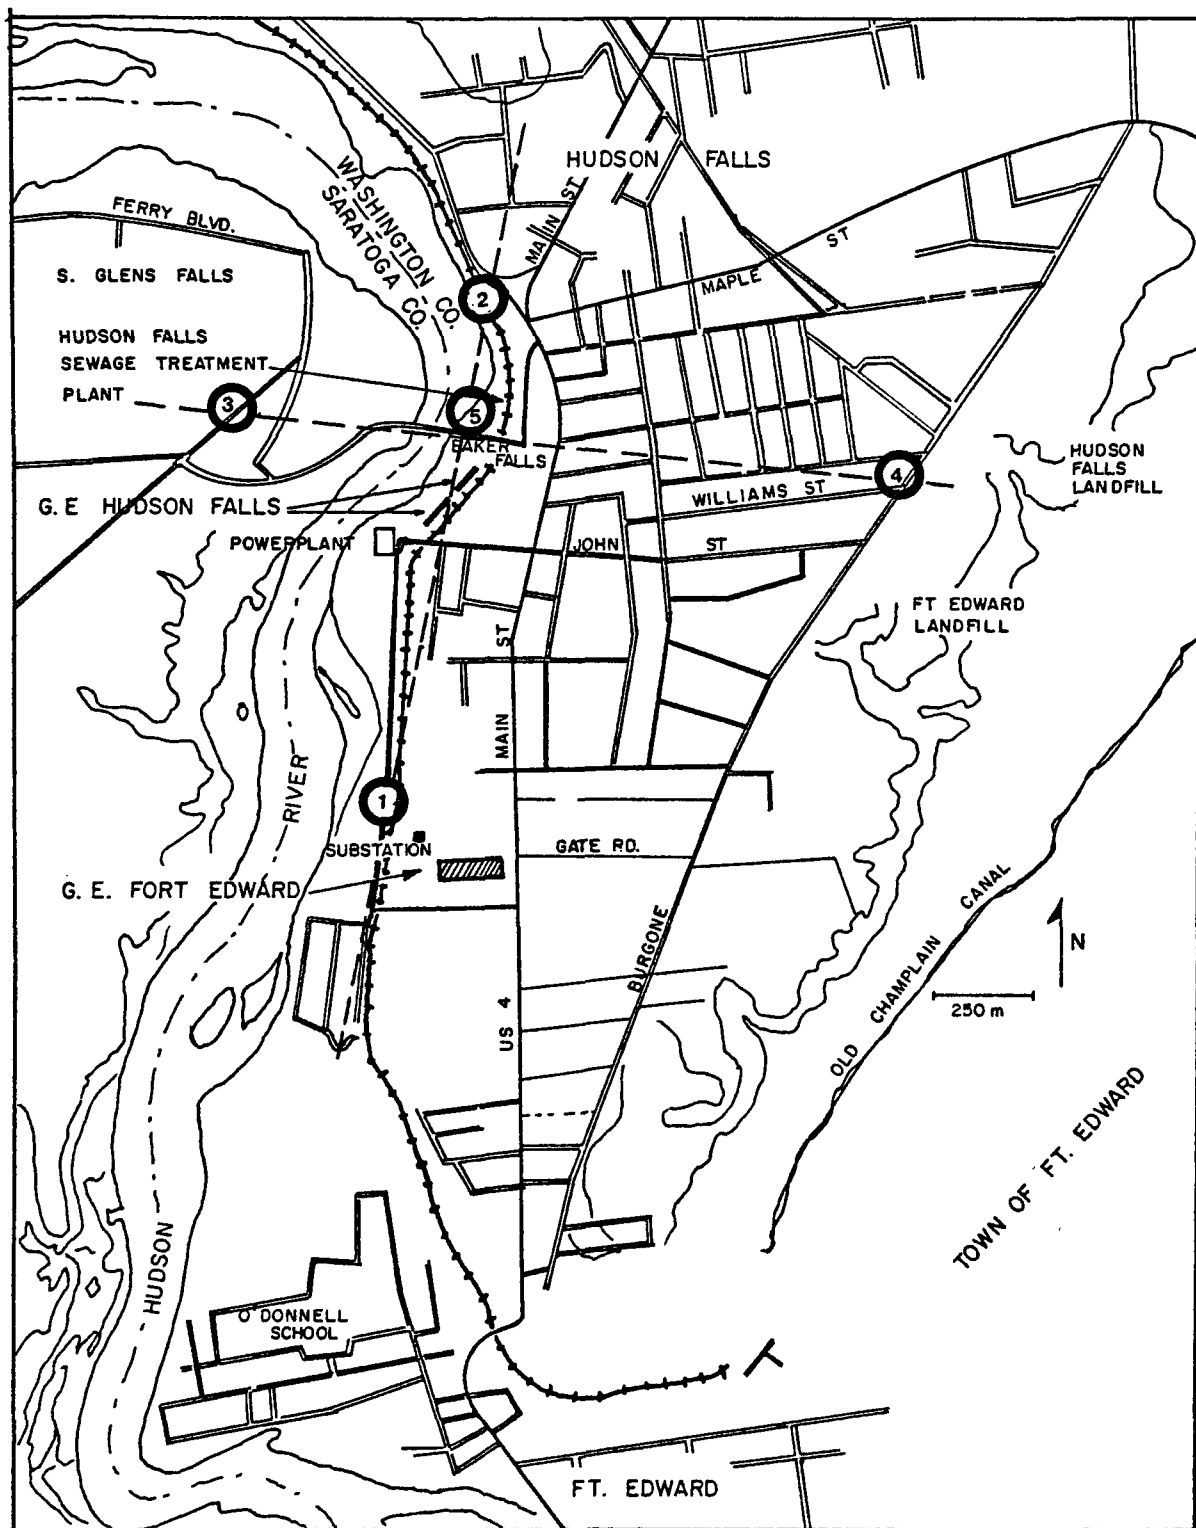 HUDSON FALLS
MAIN ST
WASHINGTON CO.
SARATOGA CO.
FERRY BLVD.
S. GLENS FALLS
MAPLE ST
2
HUDSON FALLS
SEWAGE TREATMENT
PLANT
3
5
BAKER
FALLS
4
HUDSON
FALLS
LANDFILL
WILLIAMS ST
G.E HUDSON FALLS
POWERPLANT
JOHN ST
FT EDWARD
LANDFILL
MAIN ST
RIVER
1
SUBSTATION
GATE RD.
G. E. FORT EDWARD
BURGONE
OLD CHAMPLAIN CANAL
N
250 m
US 4
TOWN OF FT. EDWARD
HUDSON
O'DONNELL
SCHOOL
FT. EDWARD